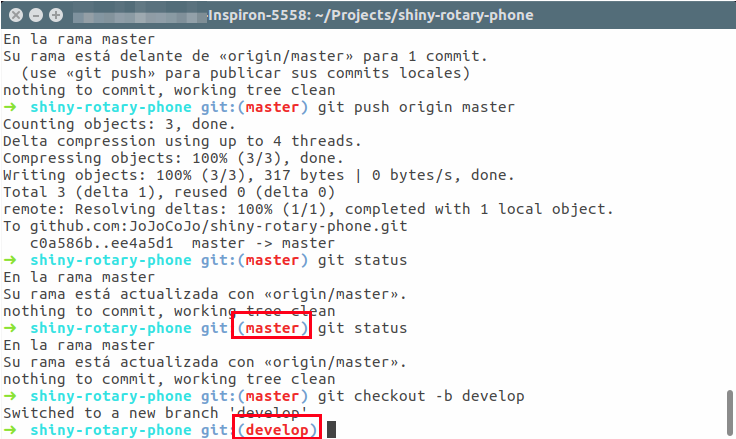 -Inspiron-5558: ~/Projects/shiny-rotary-phone
En la rama master
Su rama está delante de «origin/master» para 1 commit.
  (use «git push» para publicar sus commits locales)
nothing to commit, working tree clean
➜  shiny-rotary-phone git:(master) git push origin master
Counting objects: 3, done.
Delta compression using up to 4 threads.
Compressing objects: 100% (3/3), done.
Writing objects: 100% (3/3), 317 bytes | 0 bytes/s, done.
Total 3 (delta 1), reused 0 (delta 0)
remote: Resolving deltas: 100% (1/1), completed with 1 local object.
To github.com:JoJoCoJo/shiny-rotary-phone.git
   c0a586b..ee4a5d1  master -> master
➜  shiny-rotary-phone git:(master) git status
En la rama master
Su rama está actualizada con «origin/master».
nothing to commit, working tree clean
➜  shiny-rotary-phone git:(master) git status
En la rama master
Su rama está actualizada con «origin/master».
nothing to commit, working tree clean
➜  shiny-rotary-phone git:(master) git checkout -b develop
Switched to a new branch 'develop'
➜  shiny-rotary-phone git:(develop)